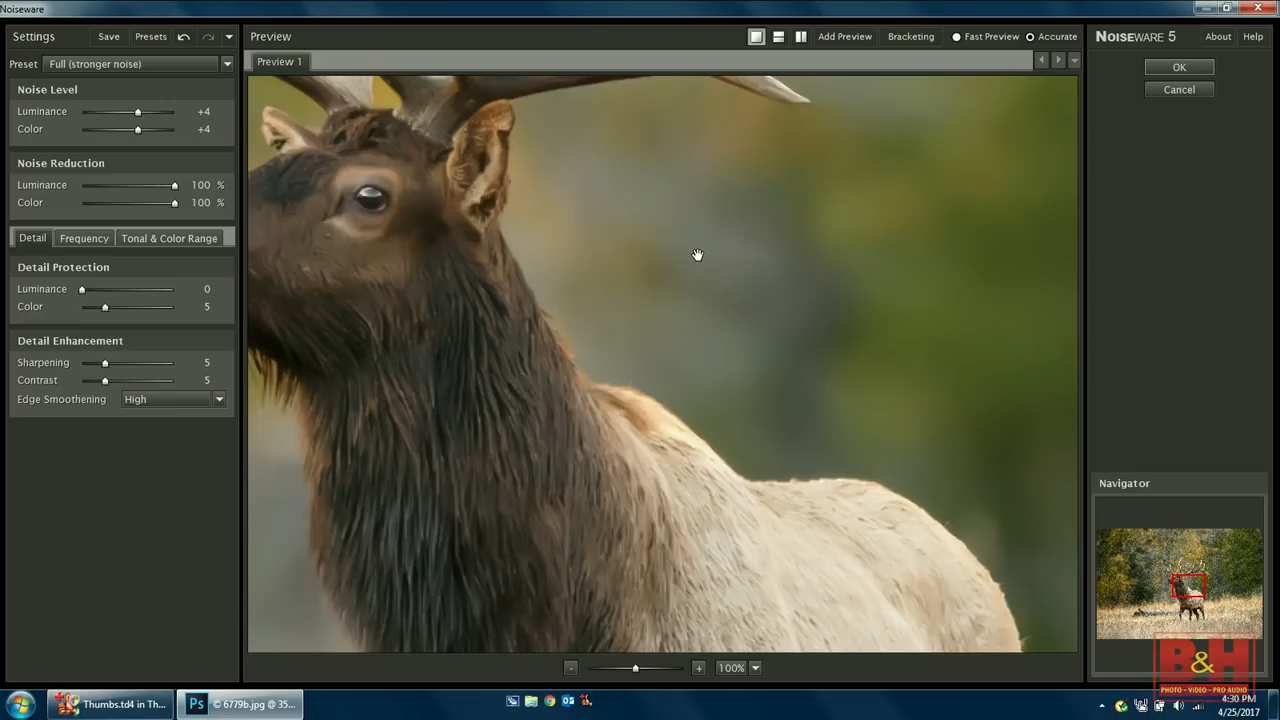 Noiseware
Settings Save Presets
Preset Full (stronger noise)
Noise Level
Luminance +4
Color +4
Noise Reduction
Luminance 100 %
Color 100 %
Detail Frequency Tonal & Color Range
Detail Protection
Luminance 0
Color 5
Detail Enhancement
Sharpening 5
Contrast 5
Edge Smoothening High
Preview Add Preview Bracketing Fast Preview Accurate
Preview 1
- + 100%
NOISEWARE 5 About Help
OK
Cancel
Navigator
B&H
PHOTO - VIDEO - PRO AUDIO
Thumbs.td4 in Th...
Ps © 6779b.jpg @ 35...
4:30 PM
4/25/2017